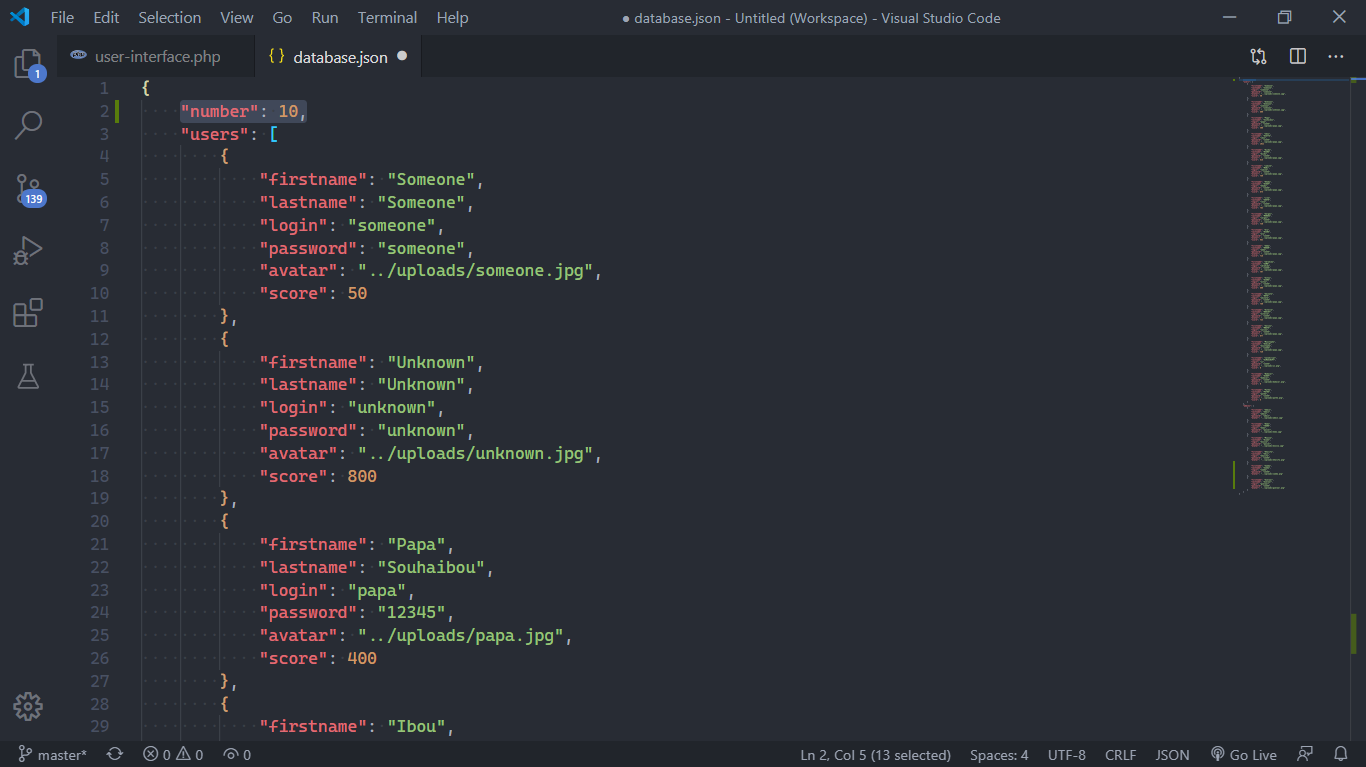 File Edit Selection View Go Run Terminal Help
● database.json - Untitled (Workspace) - Visual Studio Code
user-interface.php
{} database.json ●
1
139
1 {
2 "number": 10,
3 "users": [
4 {
5 "firstname": "Someone",
6 "lastname": "Someone",
7 "login": "someone",
8 "password": "someone",
9 "avatar": "../uploads/someone.jpg",
10 "score": 50
11 },
12 {
13 "firstname": "Unknown",
14 "lastname": "Unknown",
15 "login": "unknown",
16 "password": "unknown",
17 "avatar": "../uploads/unknown.jpg",
18 "score": 800
19 },
20 {
21 "firstname": "Papa",
22 "lastname": "Souhaibou",
23 "login": "papa",
24 "password": "12345",
25 "avatar": "../uploads/papa.jpg",
26 "score": 400
27 },
28 {
29 "firstname": "Ibou",
master* 0 0 0 Ln 2, Col 5 (13 selected) Spaces: 4 UTF-8 CRLF JSON Go Live